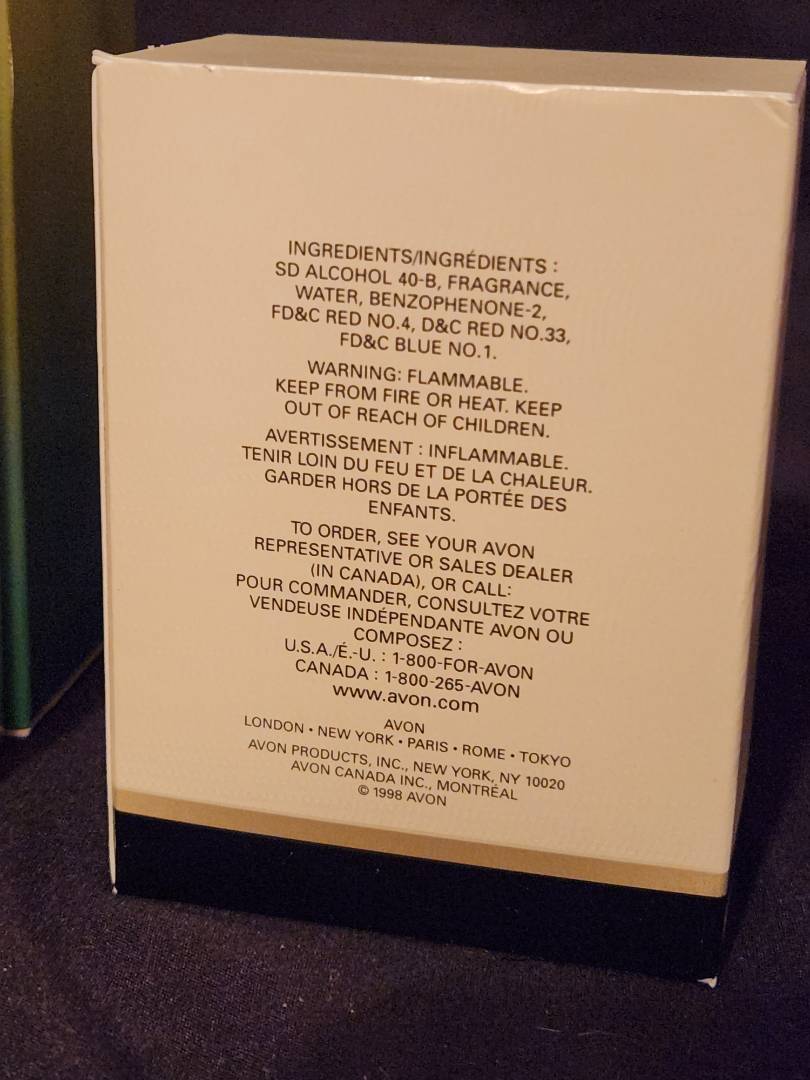 INGREDIENTS/INGRÉDIENTS :
SD ALCOHOL 40-B, FRAGRANCE,
WATER, BENZOPHENONE-2,
FD&C RED NO.4, D&C RED NO.33,
FD&C BLUE NO.1.
WARNING: FLAMMABLE.
KEEP FROM FIRE OR HEAT. KEEP
OUT OF REACH OF CHILDREN.
AVERTISSEMENT : INFLAMMABLE.
TENIR LOIN DU FEU ET DE LA CHALEUR.
GARDER HORS DE LA PORTÉE DES
ENFANTS.
TO ORDER, SEE YOUR AVON
REPRESENTATIVE OR SALES DEALER
(IN CANADA), OR CALL:
POUR COMMANDER, CONSULTEZ VOTRE
VENDEUSE INDÉPENDANTE AVON OU
COMPOSEZ :
U.S.A./É.-U. : 1-800-FOR-AVON
CANADA : 1-800-265-AVON
www.avon.com
AVON
LONDON • NEW YORK • PARIS • ROME • TOKYO
AVON PRODUCTS, INC., NEW YORK, NY 10020
AVON CANADA INC., MONTRÉAL
© 1998 AVON